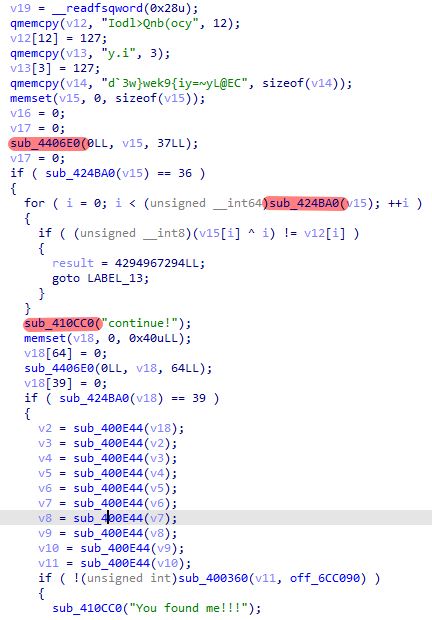 v19 = __readfsqword(0x28u);
qmemcpy(v12, "Iodl>Qnb(ocy", 12);
v12[12] = 127;
qmemcpy(v13, "y.i", 3);
v13[3] = 127;
qmemcpy(v14, "d`3w}wek9{iy=~yL@EC", sizeof(v14));
memset(v15, 0, sizeof(v15));
v16 = 0;
v17 = 0;
sub_4406E0(0LL, v15, 37LL);
v17 = 0;
if ( sub_424BA0(v15) == 36 )
{
for ( i = 0; i < (unsigned __int64)sub_424BA0(v15); ++i )
{
if ( (unsigned __int8)(v15[i] ^ i) != v12[i] )
{
result = 4294967294LL;
goto LABEL_13;
}
}
sub_410CC0("continue!");
memset(v18, 0, 0x40uLL);
v18[64] = 0;
sub_4406E0(0LL, v18, 64LL);
v18[39] = 0;
if ( sub_424BA0(v18) == 39 )
{
v2 = sub_400E44(v18);
v3 = sub_400E44(v2);
v4 = sub_400E44(v3);
v5 = sub_400E44(v4);
v6 = sub_400E44(v5);
v7 = sub_400E44(v6);
v8 = sub_400E44(v7);
v9 = sub_400E44(v8);
v10 = sub_400E44(v9);
v11 = sub_400E44(v10);
if ( !(unsigned int)sub_400360(v11, off_6CC090) )
{
sub_410CC0("You found me!!!");